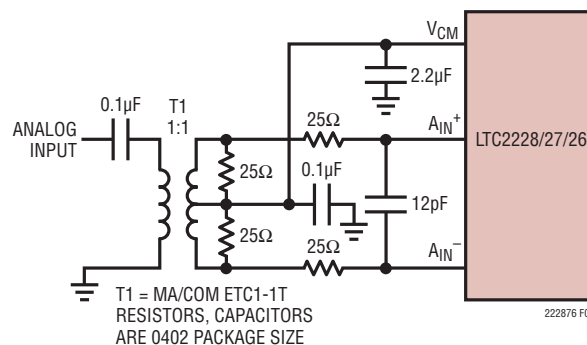 V_CM
2.2µF
0.1µF
T1
1:1
ANALOG
INPUT
25Ω
A_IN⁺
LTC2228/27/26
25Ω
0.1µF
12pF
25Ω
25Ω
A_IN⁻
T1 = MA/COM ETC1-1T
RESISTORS, CAPACITORS
ARE 0402 PACKAGE SIZE
222876 F